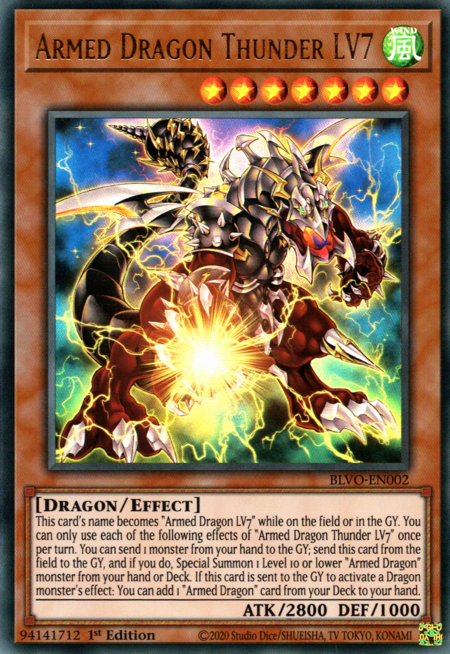 ARMED DRAGON THUNDER LV7
WIND
風
BLVO-EN002
[DRAGON/EFFECT]
This card's name becomes "Armed Dragon LV7" while on the field or in the GY. You
can only use each of the following effects of "Armed Dragon Thunder LV7" once
per turn. You can send 1 monster from your hand to the GY; send this card from
the field to the GY, and if you do, Special Summon 1 Level 10 or lower "Armed Dragon"
monster from your hand or Deck. If this card is sent to the GY to activate a Dragon
monster's effect: You can add 1 "Armed Dragon" card from your Deck to your hand.
ATK/2800 DEF/1000
94141712 1st Edition ©2020 Studio Dice/SHUEISHA, TV TOKYO, KONAMI